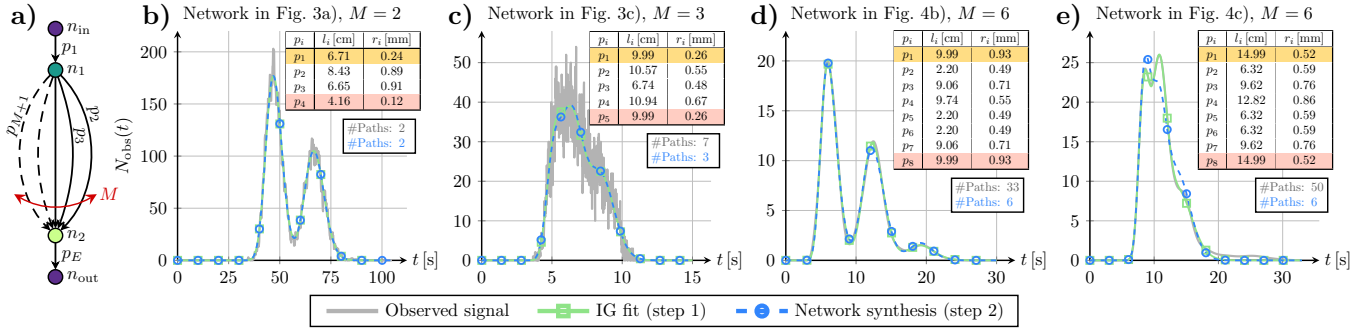 a)
n_in
p_1
n_1
p_{M+1}
p_3
p_2
M
n_2
p_E
n_out
b)
Network in Fig. 3a), M = 2
N_obs(t)
200
150
100
50
0
0 25 50 75 100
t [s]
p_i l_i [cm] r_i [mm]
p_1 6.71 0.24
p_2 8.43 0.89
p_3 6.65 0.91
p_4 4.16 0.12
#Paths: 2
#Paths: 2
c)
Network in Fig. 3c), M = 3
50
40
30
20
10
0
0 5 10 15
t [s]
p_i l_i [cm] r_i [mm]
p_1 9.99 0.26
p_2 10.57 0.55
p_3 6.74 0.48
p_4 10.94 0.67
p_5 9.99 0.26
#Paths: 7
#Paths: 3
d)
Network in Fig. 4b), M = 6
20
15
10
5
0
0 10 20 30
t [s]
p_i l_i [cm] r_i [mm]
p_1 9.99 0.93
p_2 2.20 0.49
p_3 9.06 0.71
p_4 9.74 0.55
p_5 2.20 0.49
p_6 2.20 0.49
p_7 9.06 0.71
p_8 9.99 0.93
#Paths: 33
#Paths: 6
e)
Network in Fig. 4c), M = 6
25
20
15
10
5
0
0 10 20 30
t [s]
p_i l_i [cm] r_i [mm]
p_1 14.99 0.52
p_2 6.32 0.59
p_3 9.62 0.76
p_4 12.82 0.86
p_5 6.32 0.59
p_6 6.32 0.59
p_7 9.62 0.76
p_8 14.99 0.52
#Paths: 50
#Paths: 6
Observed signal IG fit (step 1) Network synthesis (step 2)